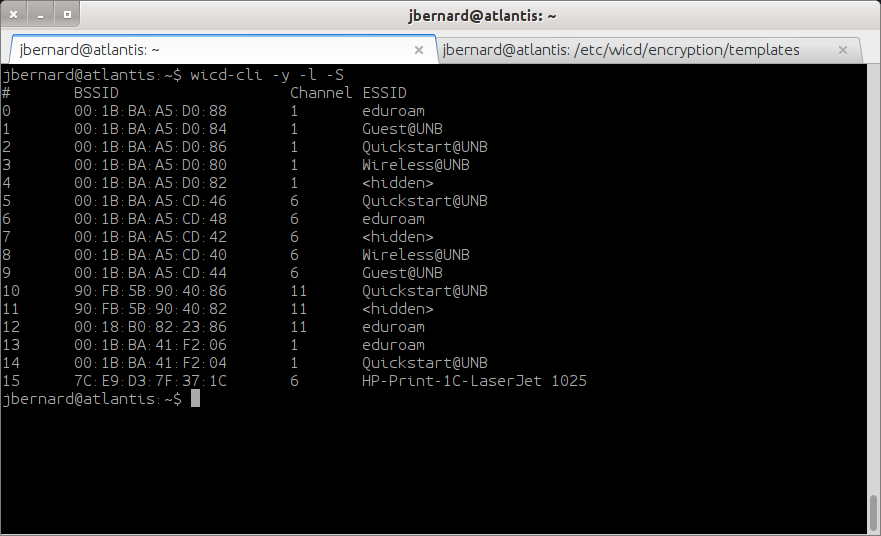 jbernard@atlantis: ~
jbernard@atlantis: ~ jbernard@atlantis: /etc/wicd/encryption/templates
jbernard@atlantis:~$ wicd-cli -y -l -S
# BSSID Channel ESSID
0 00:1B:BA:A5:D0:88 1 eduroam
1 00:1B:BA:A5:D0:84 1 Guest@UNB
2 00:1B:BA:A5:D0:86 1 Quickstart@UNB
3 00:1B:BA:A5:D0:80 1 Wireless@UNB
4 00:1B:BA:A5:D0:82 1 <hidden>
5 00:1B:BA:A5:CD:46 6 Quickstart@UNB
6 00:1B:BA:A5:CD:48 6 eduroam
7 00:1B:BA:A5:CD:42 6 <hidden>
8 00:1B:BA:A5:CD:40 6 Wireless@UNB
9 00:1B:BA:A5:CD:44 6 Guest@UNB
10 90:FB:5B:90:40:86 11 Quickstart@UNB
11 90:FB:5B:90:40:82 11 <hidden>
12 00:18:B0:82:23:86 11 eduroam
13 00:1B:BA:41:F2:06 1 eduroam
14 00:1B:BA:41:F2:04 1 Quickstart@UNB
15 7C:E9:D3:7F:37:1C 6 HP-Print-1C-LaserJet 1025
jbernard@atlantis:~$